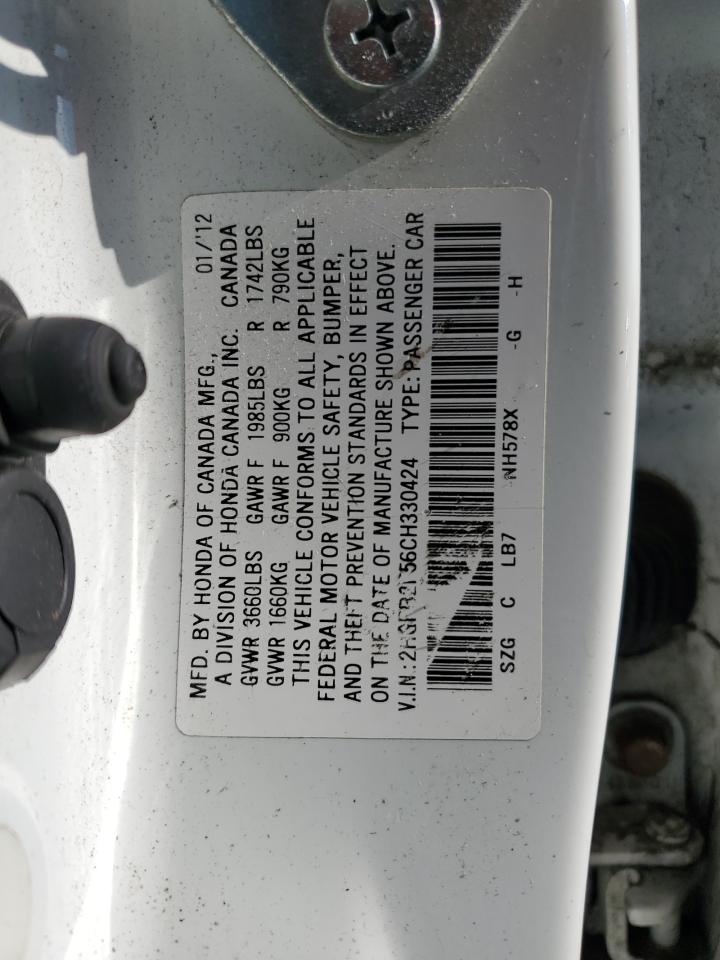 MFD. BY HONDA OF CANADA MFG., 01/'12
A DIVISION OF HONDA CANADA INC. CANADA
GVWR 3660LBS GAWR F 1985LBS R 1742LBS
GVWR 1660KG GAWR F 900KG R 790KG
THIS VEHICLE CONFORMS TO ALL APPLICABLE
FEDERAL MOTOR VEHICLE SAFETY, BUMPER,
AND THEFT PREVENTION STANDARDS IN EFFECT
ON THE DATE OF MANUFACTURE SHOWN ABOVE.
V.I.N.:2HGFB2F56CH330424 TYPE:PASSENGER CAR
SZG C LB7 NH578X -G -H